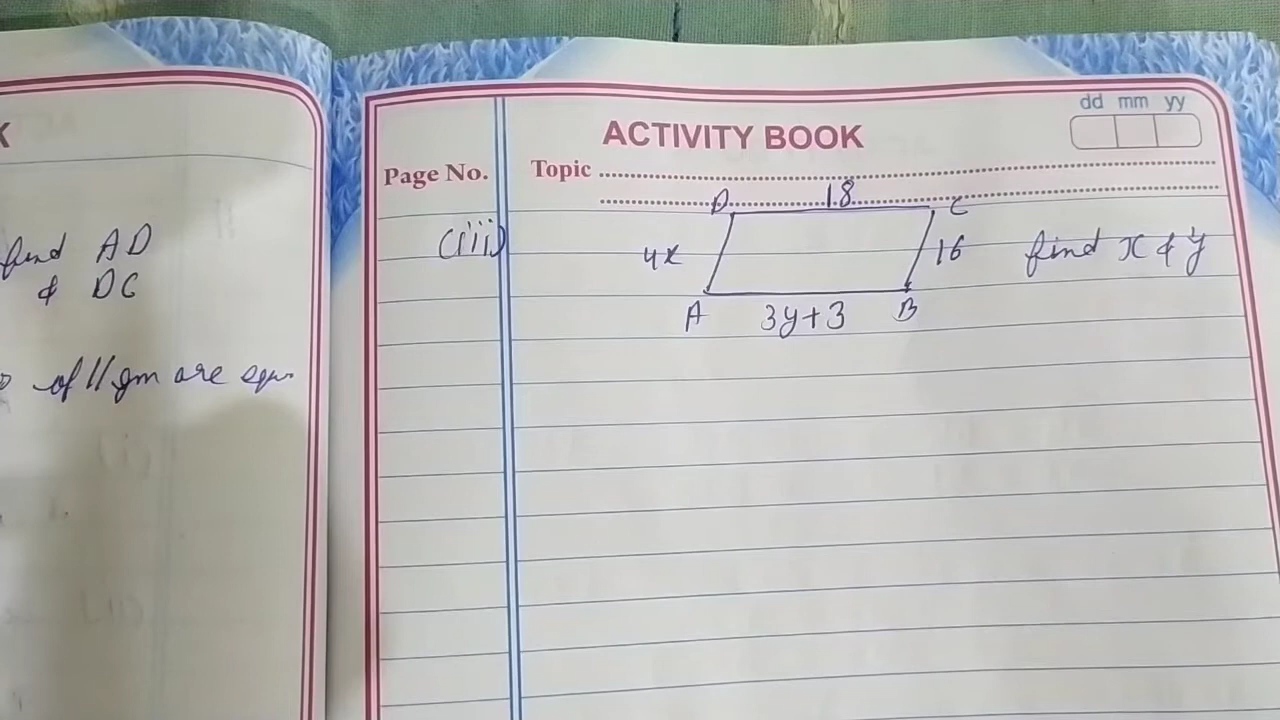 K
find AD
& DC
of //gm are equ
dd mm yy
ACTIVITY BOOK
Page No.
Topic
D 18 C
(iii) 4x 16 find x & y
A 3y+3 B